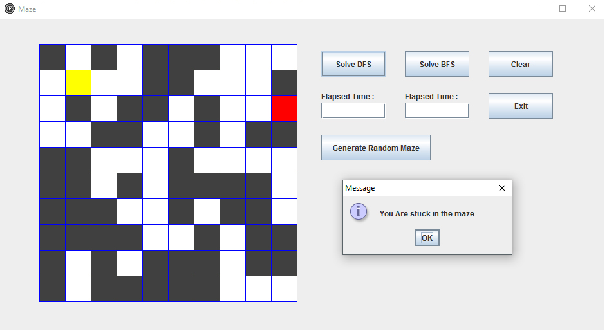 Maze
Solve DFS
Solve BFS
Clear
Elapsed Time :
Elapsed Time :
Exit
Generate Random Maze
Message
You Are stuck in the maze
OK